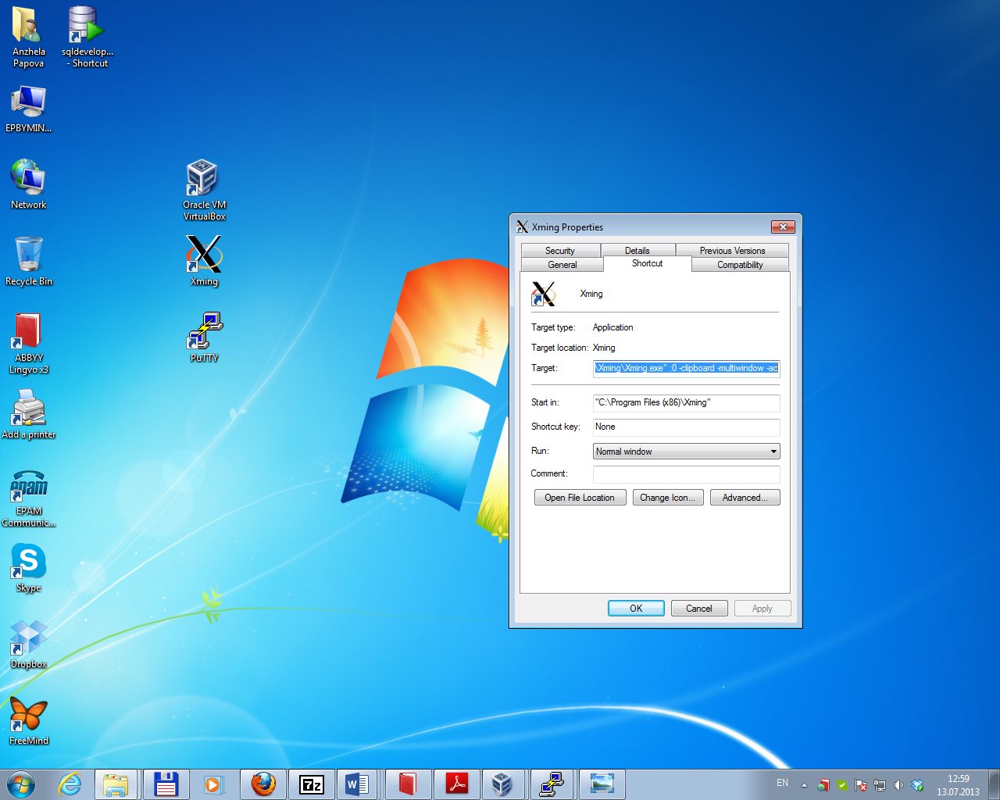 Anzhela
Papova
sqldevelop...
- Shortcut
EPBYMIN...
Network
Recycle Bin
ABBYY
Lingvo x3
Add a printer
epam
EPAM
Communic...
S
Skype
Dropbox
FreeMind
Oracle VM
VirtualBox
Xming
PuTTY
Xming Properties
Security
Details
Previous Versions
General
Shortcut
Compatibility
Xming
Target type:
Application
Target location:
Xming
Target:
\Xming\Xming.exe" :0 -clipboard -multiwindow -ac
Start in:
"C:\Program Files (x86)\Xming"
Shortcut key:
None
Run:
Normal window
Comment:
Open File Location
Change Icon...
Advanced...
OK
Cancel
Apply
7z
W
EN
12:59
13.07.2013